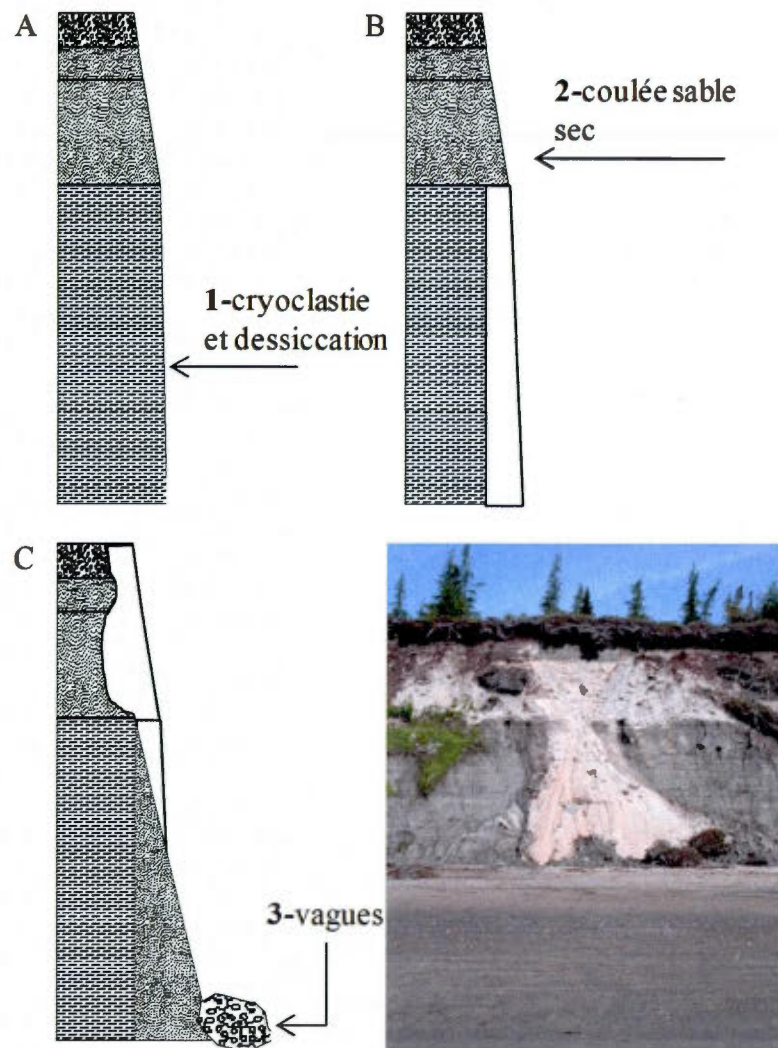 A
B
2-coulée sable
sec
1-cryoclastie
et dessiccation
C
3-vagues